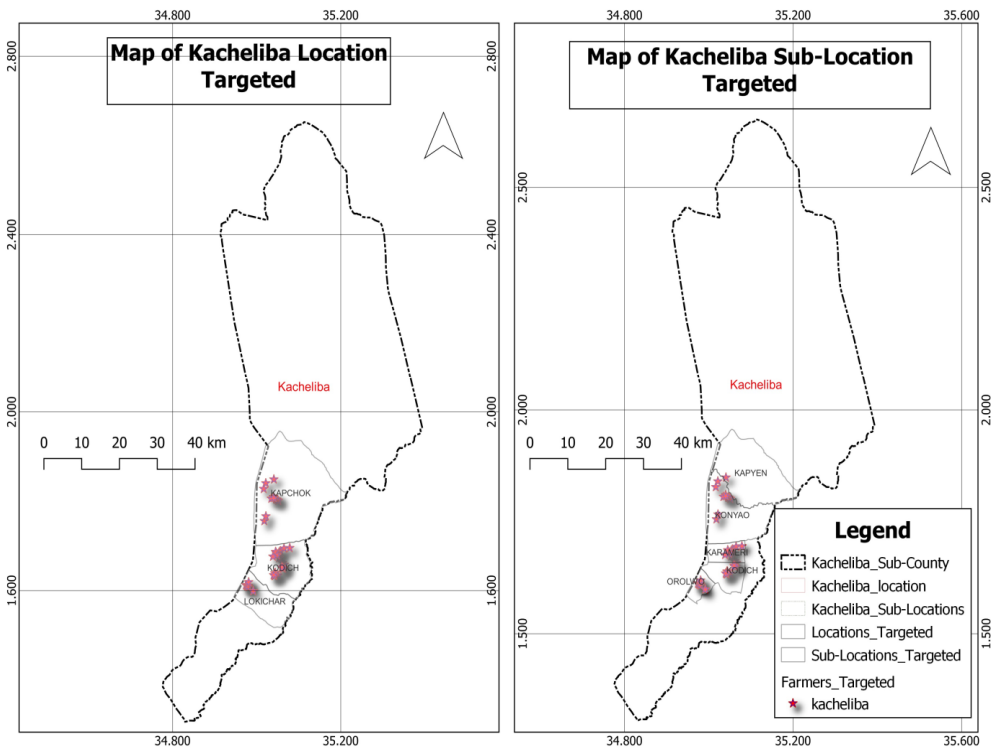 34.800 35.200
Map of Kacheliba Location
Targeted
2.800
2.400
2.000
1.600
Kacheliba
0 10 20 30 40 km
KAPCHOK
KODICH
LOKICHAR
34.800 35.200
34.800 35.200 35.600
Map of Kacheliba Sub-Location
Targeted
2.500
2.000
1.500
2.500
2.000
1.500
Kacheliba
0 10 20 30 40 km
KAPYEN
KONYAO
KARAMERI
KODICH
OROLWO
Legend
Kacheliba_Sub-County
Kacheliba_location
Kacheliba_Sub-Locations
Locations_Targeted
Sub-Locations_Targeted
Farmers_Targeted
kacheliba
34.800 35.200 35.600
2.800
2.400
2.000
1.600